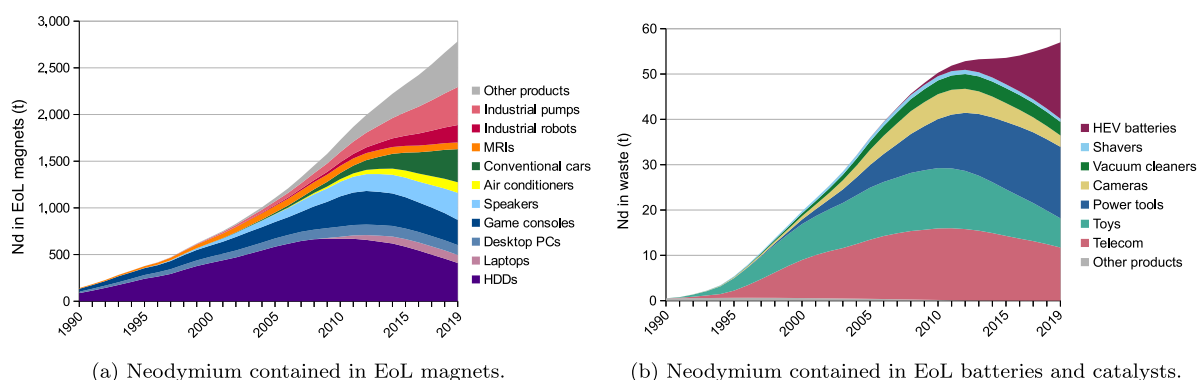 Nd in EoL magnets (t)
3,000
2,500
2,000
1,500
1,000
500
0
1990
1995
2000
2005
2010
2015
2019
Other products
Industrial pumps
Industrial robots
MRIs
Conventional cars
Air conditioners
Speakers
Game consoles
Desktop PCs
Laptops
HDDs
(a) Neodymium contained in EoL magnets.
Nd in waste (t)
60
50
40
30
20
10
0
1990
1995
2000
2005
2010
2015
2019
HEV batteries
Shavers
Vacuum cleaners
Cameras
Power tools
Toys
Telecom
Other products
(b) Neodymium contained in EoL batteries and catalysts.